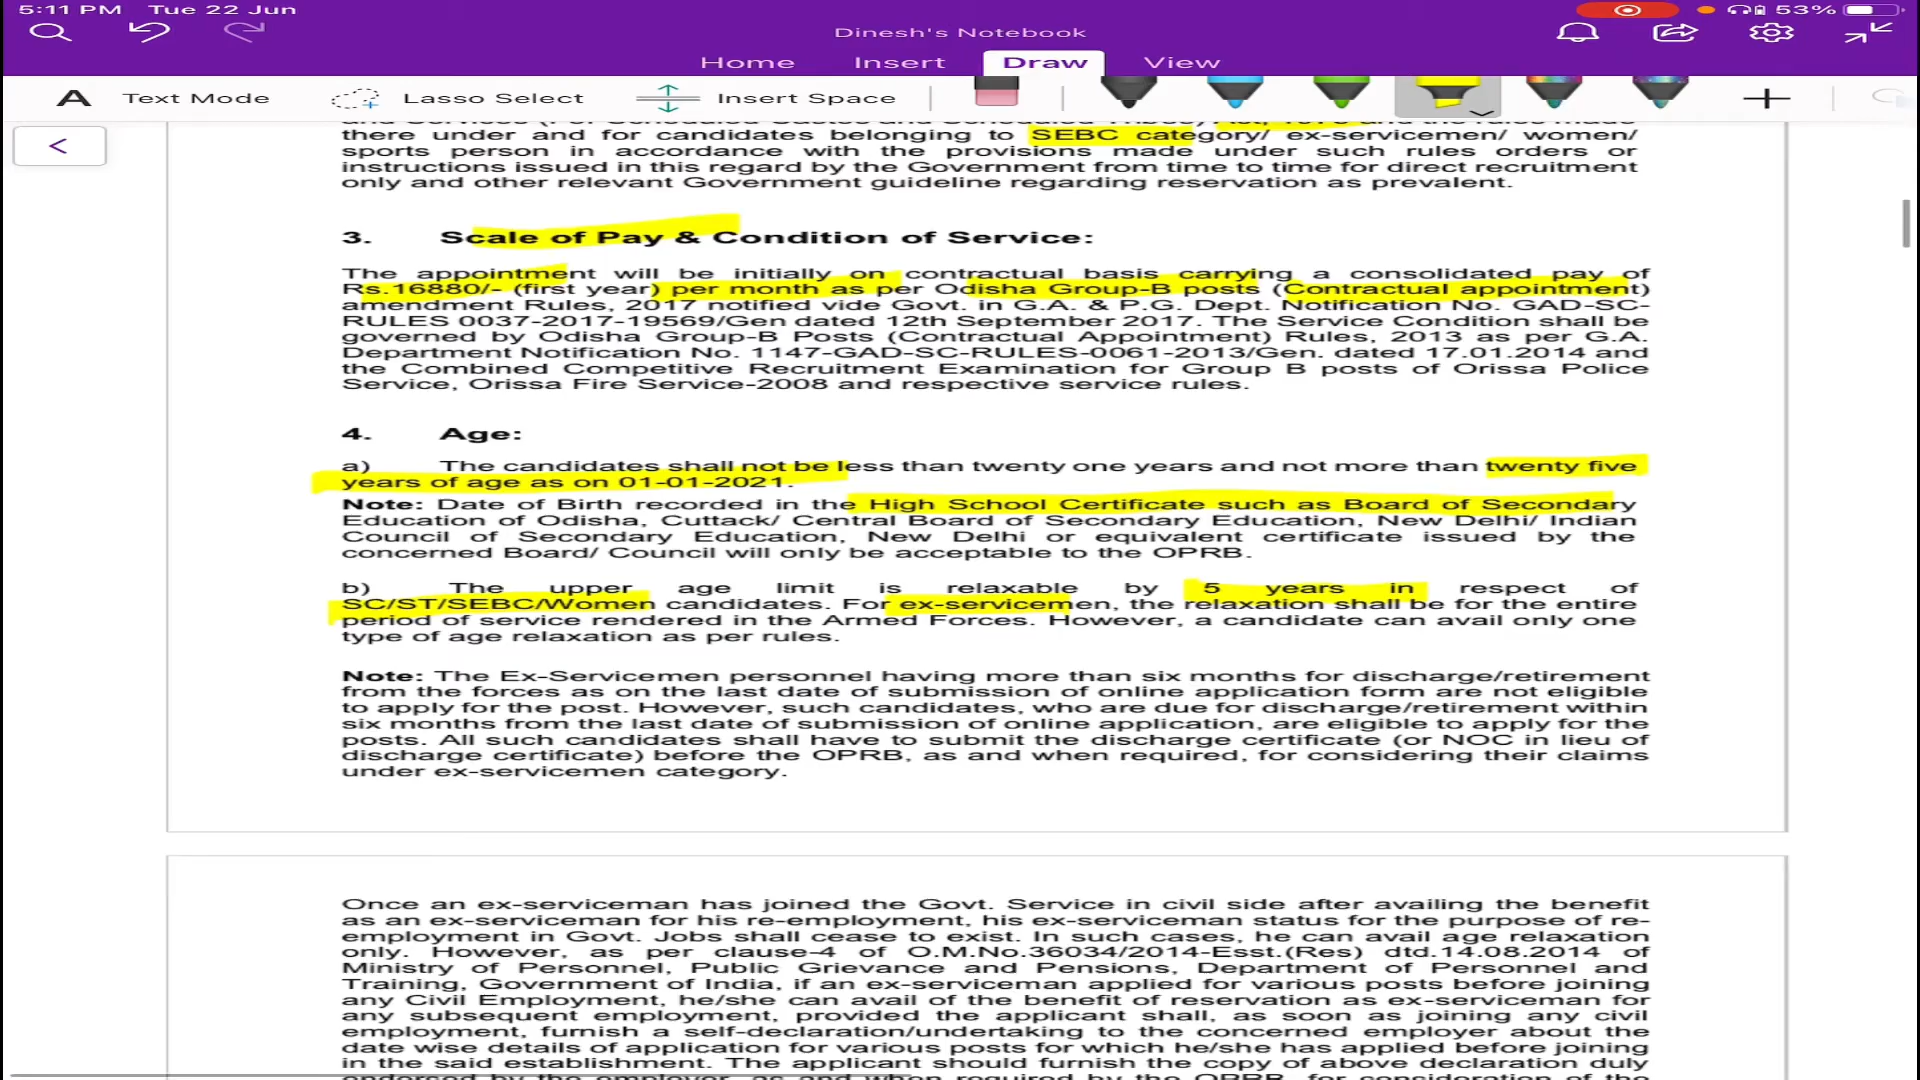 5:11 PM Tue 22 Jun
53%
Dinesh's Notebook
Home Insert Draw View
A Text Mode Lasso Select Insert Space
there under and for candidates belonging to SEBC category/ ex-servicemen/ women/
sports person in accordance with the provisions made under such rules orders or
instructions issued in this regard by the Government from time to time for direct recruitment
only and other relevant Government guideline regarding reservation as prevalent.
3. Scale of Pay & Condition of Service:
The appointment will be initially on contractual basis carrying a consolidated pay of
Rs.16880/- (first year) per month as per Odisha Group-B posts (Contractual appointment)
amendment Rules, 2017 notified vide Govt. in G.A. & P.G. Dept. Notification No. GAD-SC-
RULES 0037-2017-19569/Gen dated 12th September 2017. The Service Condition shall be
governed by Odisha Group-B Posts (Contractual Appointment) Rules, 2013 as per G.A.
Department Notification No. 1147-GAD-SC-RULES-0061-2013/Gen. dated 17.01.2014 and
the Combined Competitive Recruitment Examination for Group B posts of Orissa Police
Service, Orissa Fire Service-2008 and respective service rules.
4. Age:
a) The candidates shall not be less than twenty one years and not more than twenty five
years of age as on 01-01-2021.
Note: Date of Birth recorded in the High School Certificate such as Board of Secondary
Education of Odisha, Cuttack/ Central Board of Secondary Education, New Delhi/ Indian
Council of Secondary Education, New Delhi or equivalent certificate issued by the
concerned Board/ Council will only be acceptable to the OPRB.
b) The upper age limit is relaxable by 5 years in respect of
SC/ST/SEBC/Women candidates. For ex-servicemen, the relaxation shall be for the entire
period of service rendered in the Armed Forces. However, a candidate can avail only one
type of age relaxation as per rules.
Note: The Ex-Servicemen personnel having more than six months for discharge/retirement
from the forces as on the last date of submission of online application form are not eligible
to apply for the post. However, such candidates, who are due for discharge/retirement within
six months from the last date of submission of online application, are eligible to apply for the
posts. All such candidates shall have to submit the discharge certificate (or NOC in lieu of
discharge certificate) before the OPRB, as and when required, for considering their claims
under ex-servicemen category.
Once an ex-serviceman has joined the Govt. Service in civil side after availing the benefit
as an ex-serviceman for his re-employment, his ex-serviceman status for the purpose of re-
employment in Govt. Jobs shall cease to exist. In such cases, he can avail age relaxation
only. However, as per clause-4 of O.M.No.36034/2014-Esst.(Res) dtd.14.08.2014 of
Ministry of Personnel, Public Grievance and Pensions, Department of Personnel and
Training, Government of India, if an ex-serviceman applied for various posts before joining
any Civil Employment, he/she can avail of the benefit of reservation as ex-serviceman for
any subsequent employment, provided the applicant shall, as soon as joining any civil
employment, furnish a self-declaration/undertaking to the concerned employer about the
date wise details of application for various posts for which he/she has applied before joining
in the said establishment. The applicant should furnish the copy of above declaration duly